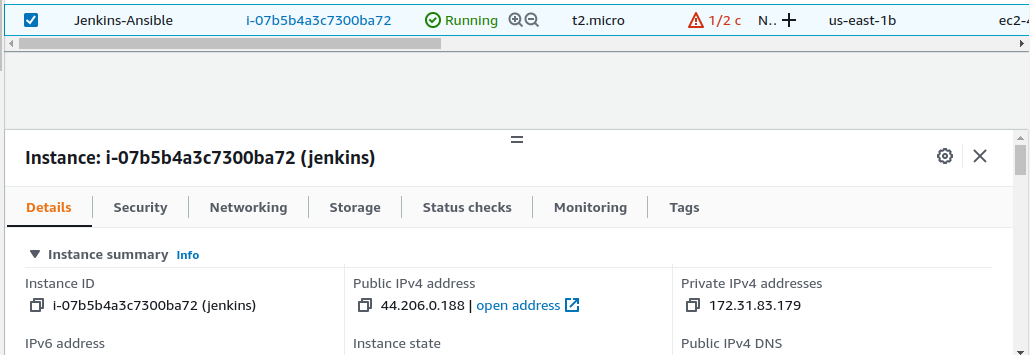 Jenkins-Ansible i-07b5b4a3c7300ba72 Running t2.micro 1/2 c N.. us-east-1b ec2-4
Instance: i-07b5b4a3c7300ba72 (jenkins)
Details Security Networking Storage Status checks Monitoring Tags
Instance summary Info
Instance ID Public IPv4 address Private IPv4 addresses
i-07b5b4a3c7300ba72 (jenkins) 44.206.0.188 | open address 172.31.83.179
IPv6 address Instance state Public IPv4 DNS